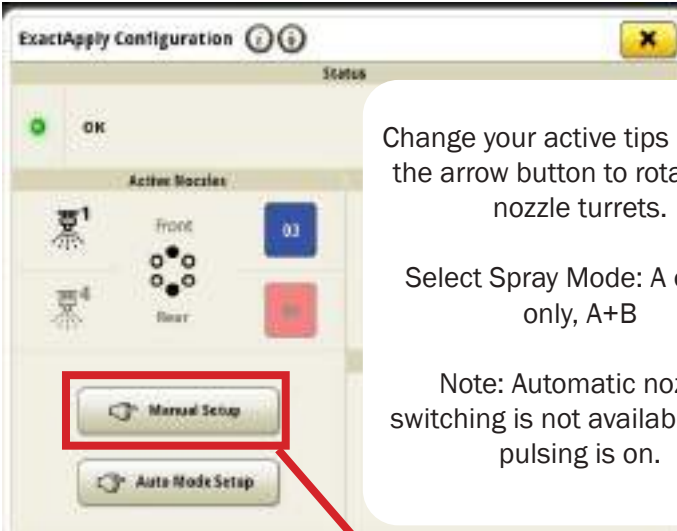 ExactApply Configuration
Status
OK
Active Nozzles
1
Front
03
4
Rear
Manual Setup
Auto Mode Setup
Change your active tips
the arrow button to rota
nozzle turrets.
Select Spray Mode: A
only, A+B
Note: Automatic noz
switching is not availab
pulsing is on.